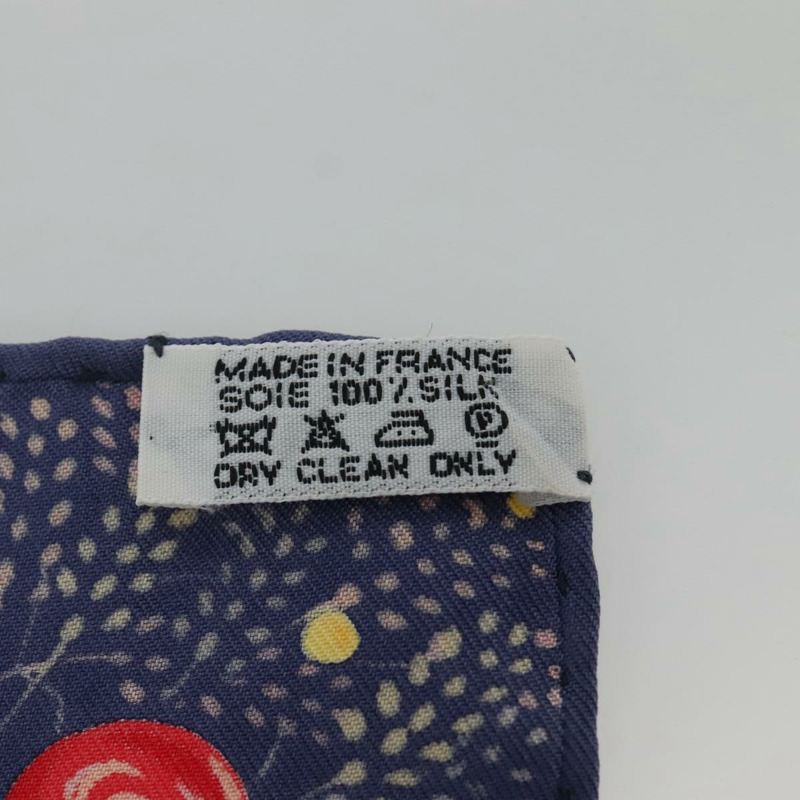 MADE IN FRANCE
SOIE 100% SILK
P
DRY CLEAN ONLY